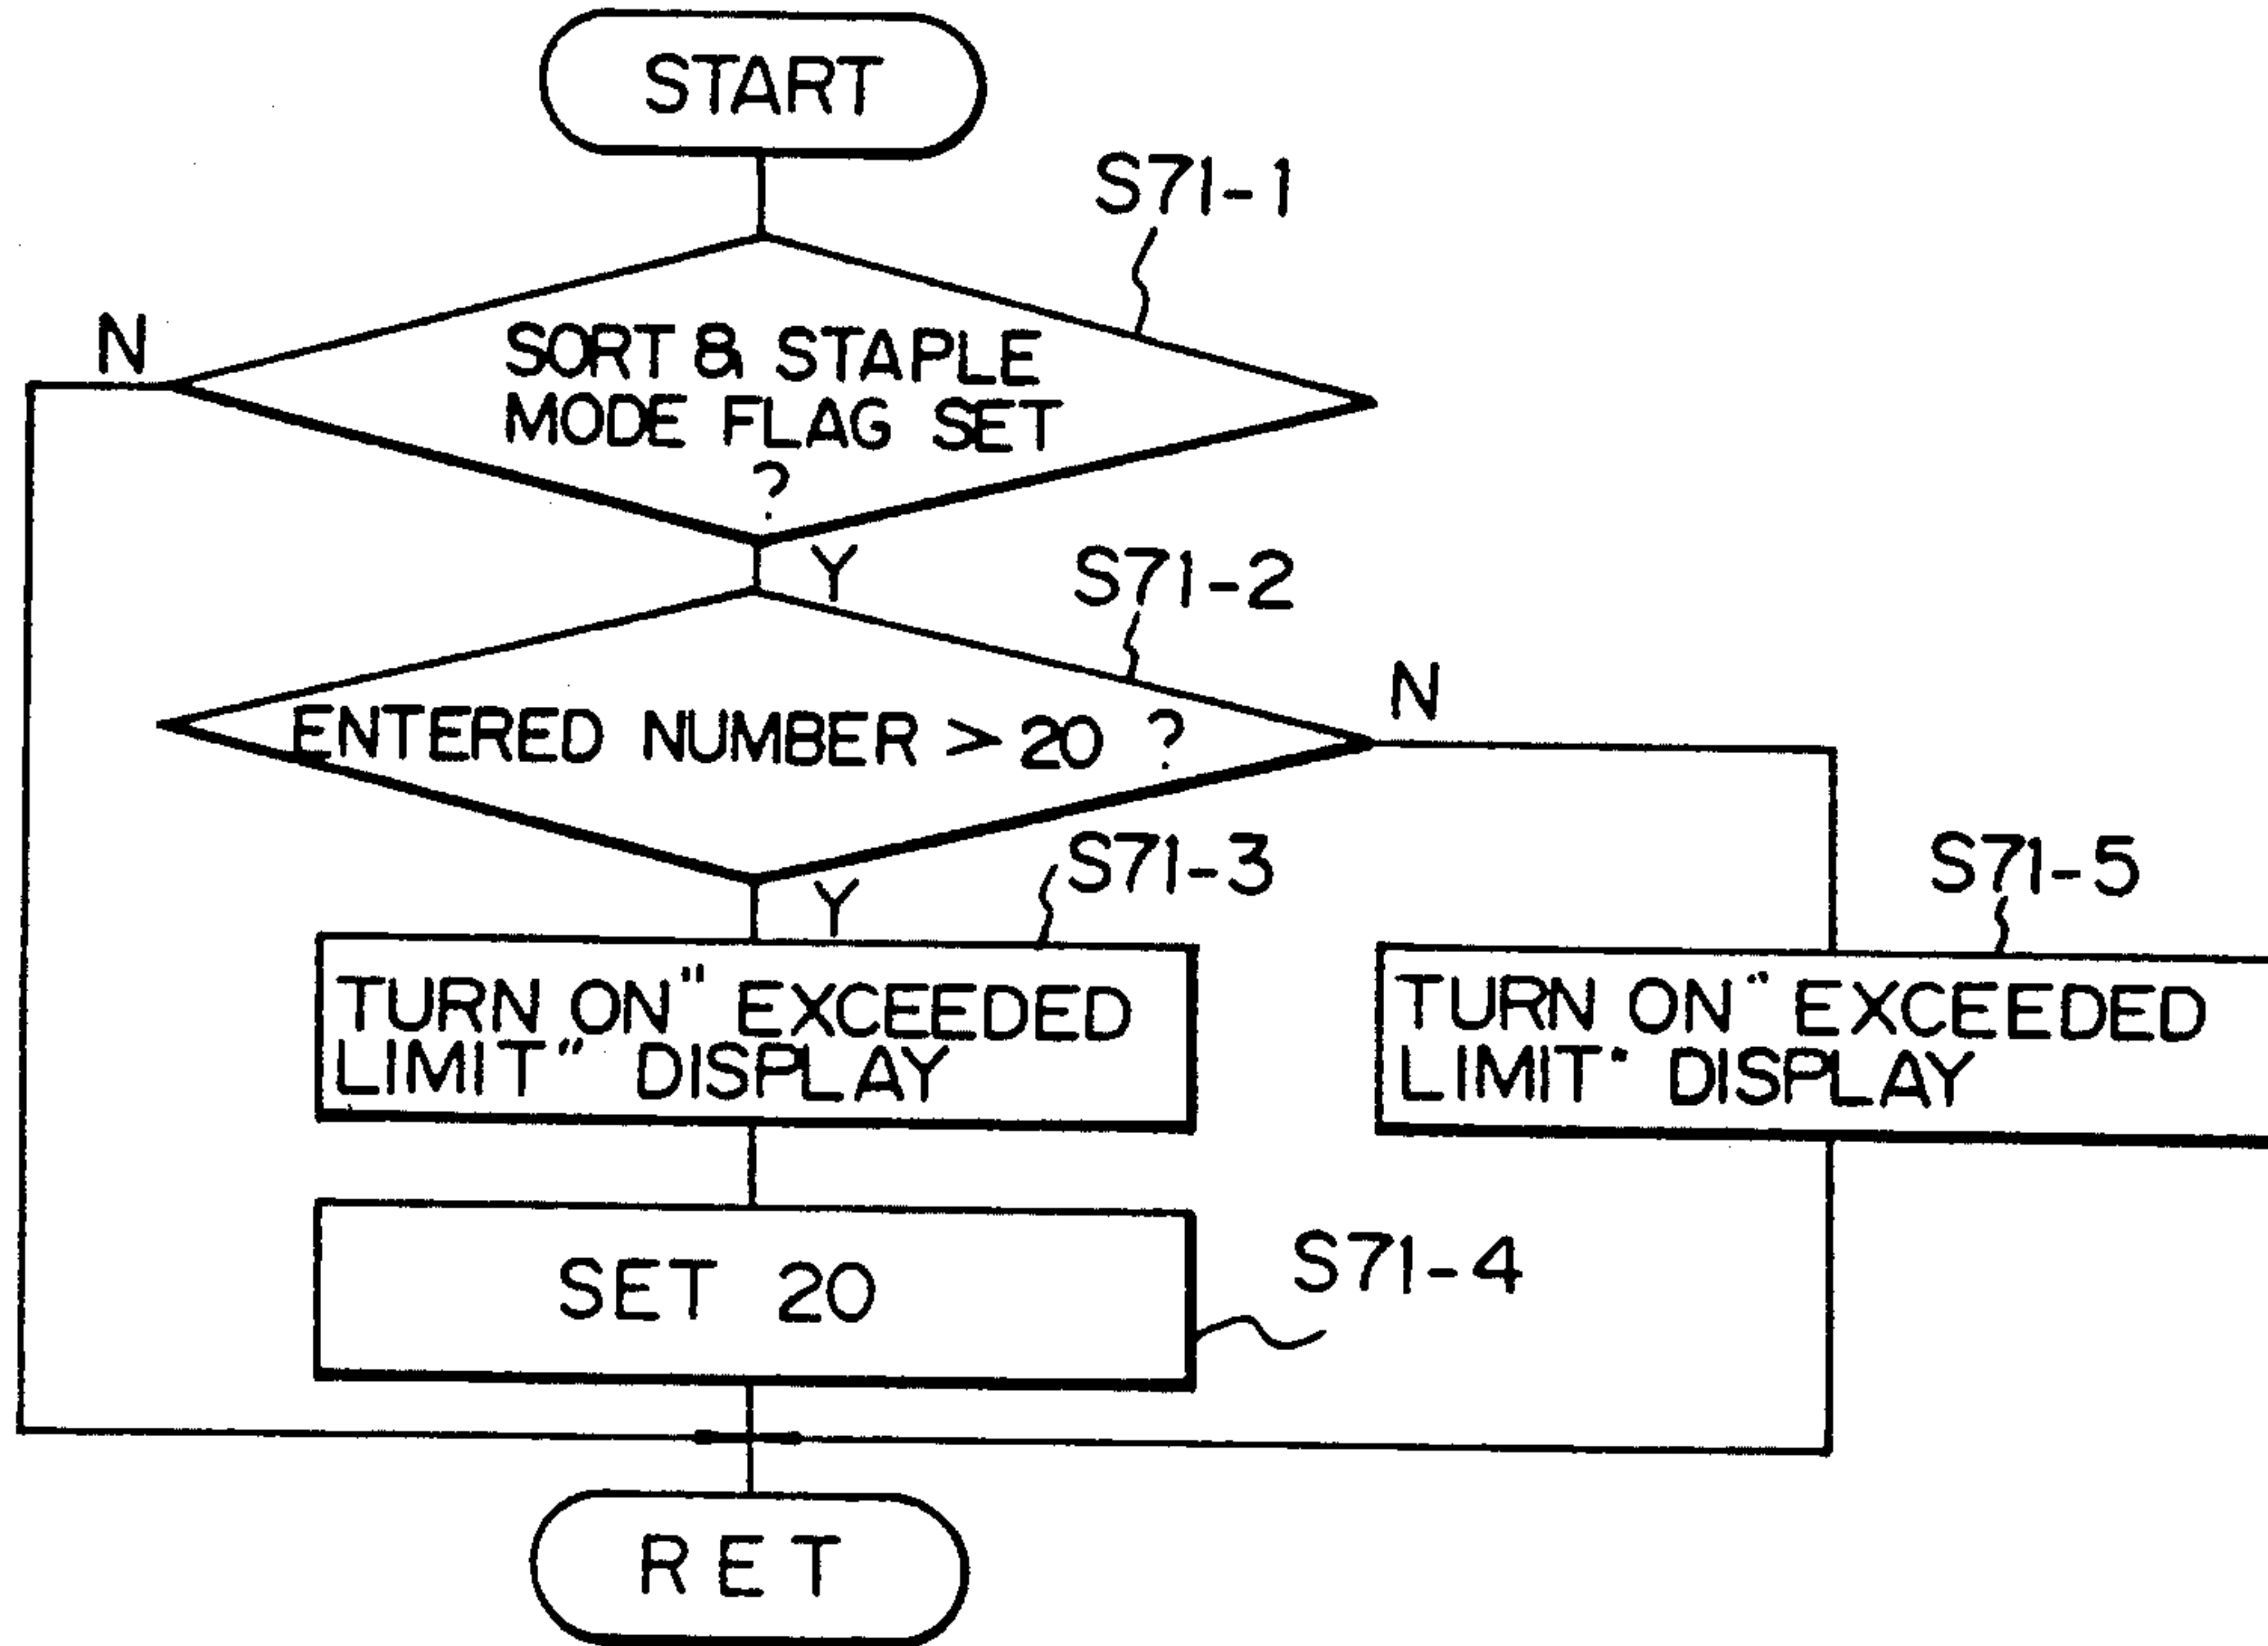 START
S71-1
N
SORT & STAPLE
MODE FLAG SET
?
Y
S71-2
N
ENTERED NUMBER > 20 ?
Y
S71-3
S71-5
TURN ON" EXCEEDED
LIMIT" DISPLAY
TURN ON" EXCEEDED
LIMIT" DISPLAY
SET 20
S71-4
RET